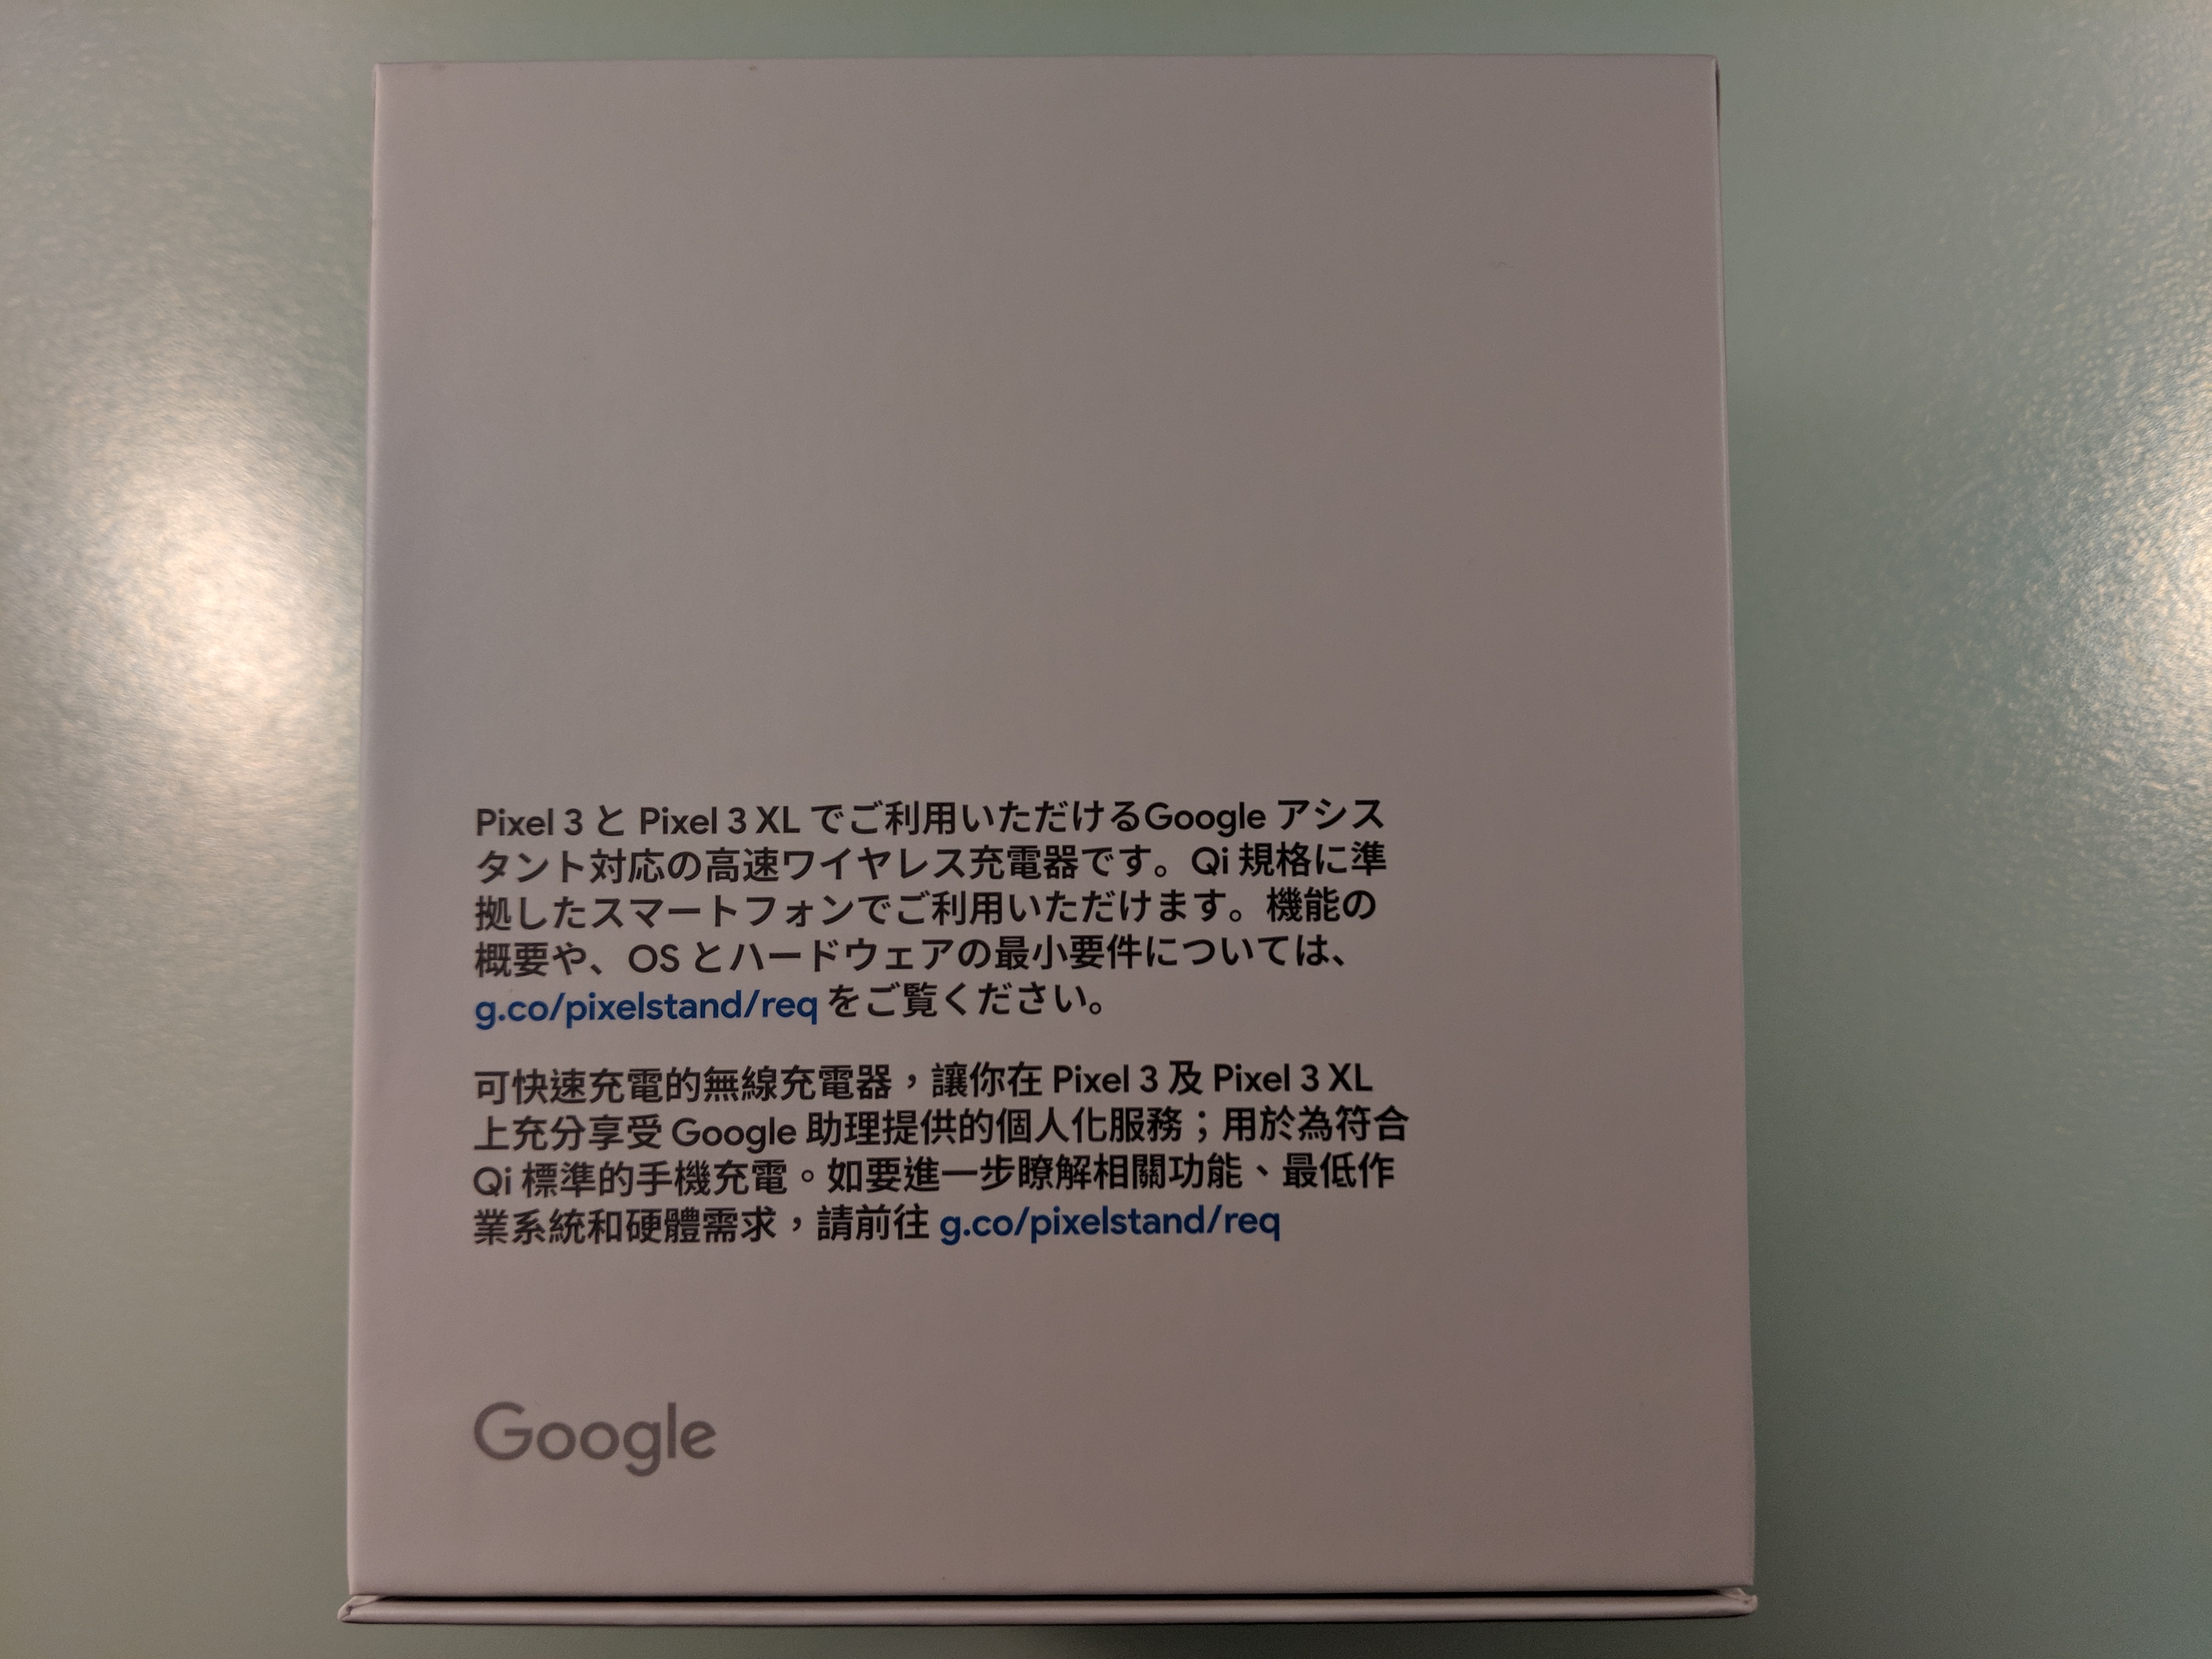 Pixel 3 と Pixel 3 XL でご利用いただけるGoogle アシス
タント対応の高速ワイヤレス充電器です。Qi 規格に準
拠したスマートフォンでご利用いただけます。機能の
概要や、OS とハードウェアの最小要件については、
g.co/pixelstand/req をご覧ください。
可快速充電的無線充電器，讓你在 Pixel 3 及 Pixel 3 XL
上充分享受 Google 助理提供的個人化服務；用於為符合
Qi 標準的手機充電。如要進一步瞭解相關功能、最低作
業系統和硬體需求，請前往 g.co/pixelstand/req
Google